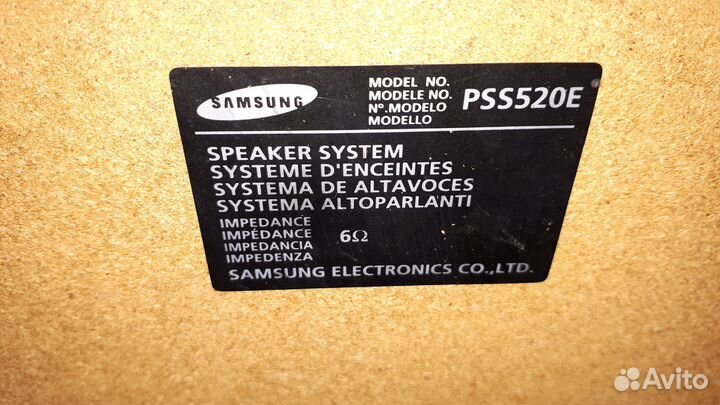 SAMSUNG
MODEL NO.
MODELE NO.
Nº.MODELO
MODELLO
PSS520E
SPEAKER SYSTEM
SYSTEME D'ENCEINTES
SYSTEMA DE ALTAVOCES
SYSTEMA ALTOPARLANTI
IMPEDANCE
IMPÉDANCE
IMPEDANCIA
IMPEDENZA
6Ω
SAMSUNG ELECTRONICS CO.,LTD.
Avito